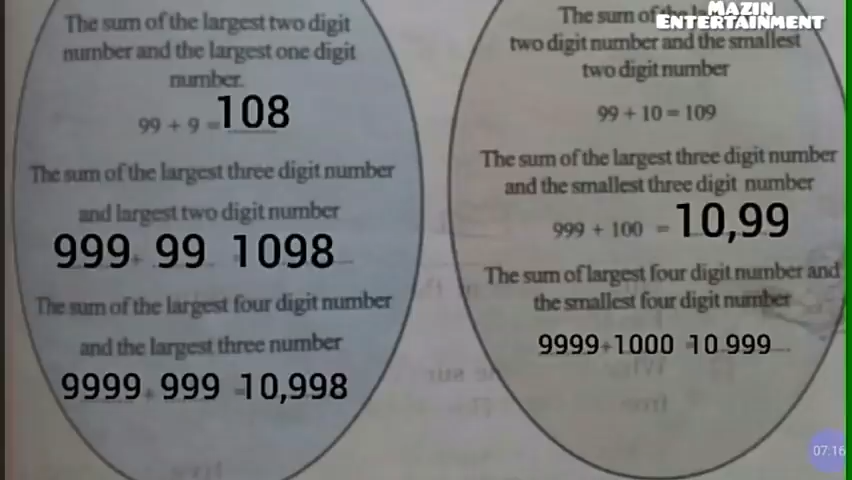 The sum of the largest two digit
number and the largest one digit
number.
99 + 9 = 108
The sum of the largest three digit number
and largest two digit number
999 + 99 1098
The sum of the largest four digit number
and the largest three number
9999 + 999 = 10,998
MAZIN
ENTERTAINMENT
The sum of the
two digit number and the smallest
two digit number
99 + 10 = 109
The sum of the largest three digit number
and the smallest three digit number
999 + 100 = 10,99
The sum of largest four digit number and
the smallest four digit number
9999+1000 10 999
07.16